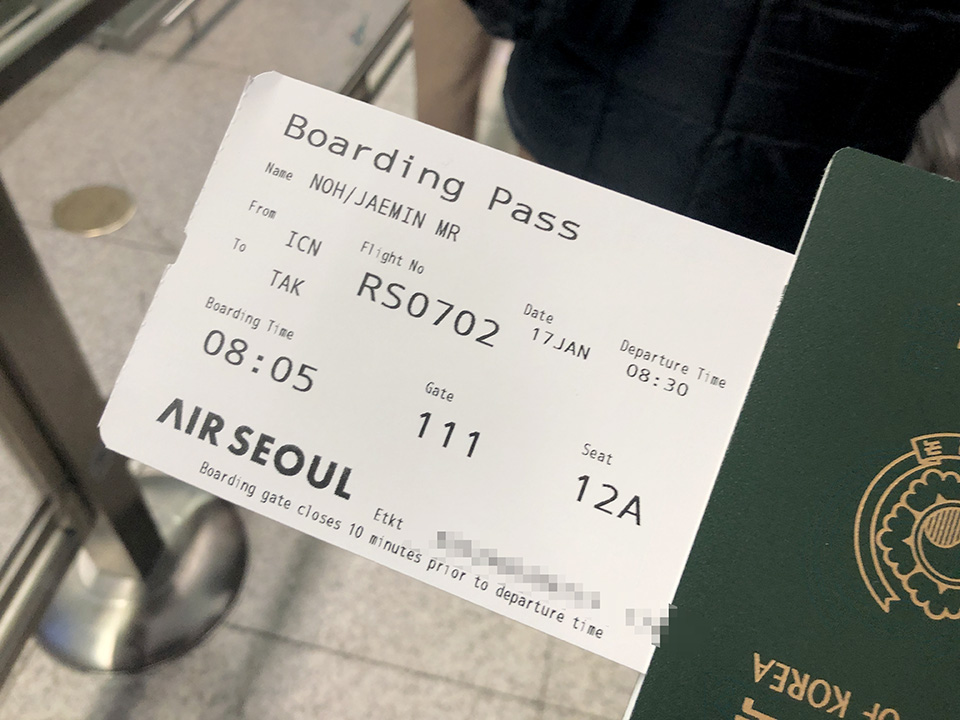 Boarding Pass
Name NOH/JAEMIN MR
From ICN Flight No RS0702 Date 17JAN Departure Time 08:30
To TAK
Boarding Time 08:05 Gate 111 Seat 12A
AIR SEOUL
Etkt
Boarding gate closes 10 minutes prior to departure time
OF KOREA